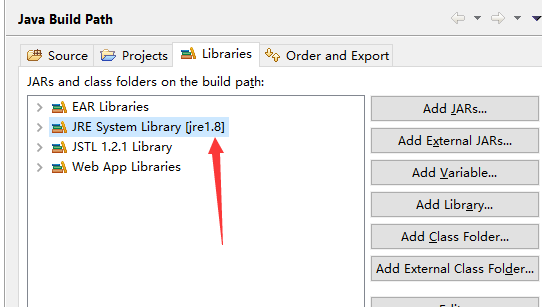 Java Build Path
Source Projects Libraries Order and Export
JARs and class folders on the build path:
EAR Libraries
JRE System Library [jre1.8]
JSTL 1.2.1 Library
Web App Libraries
Add JARs...
Add External JARs...
Add Variable...
Add Library...
Add Class Folder...
Add External Class Folder...